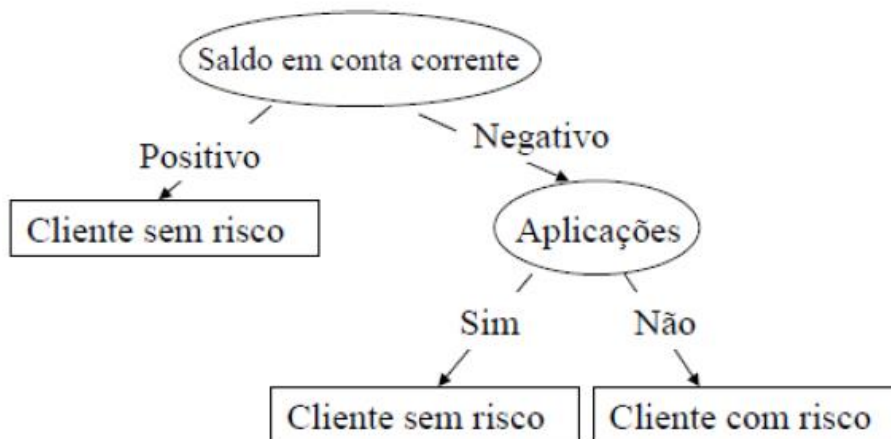 Saldo em conta corrente
Positivo
Negativo
Cliente sem risco
Aplicações
Sim
Não
Cliente sem risco
Cliente com risco